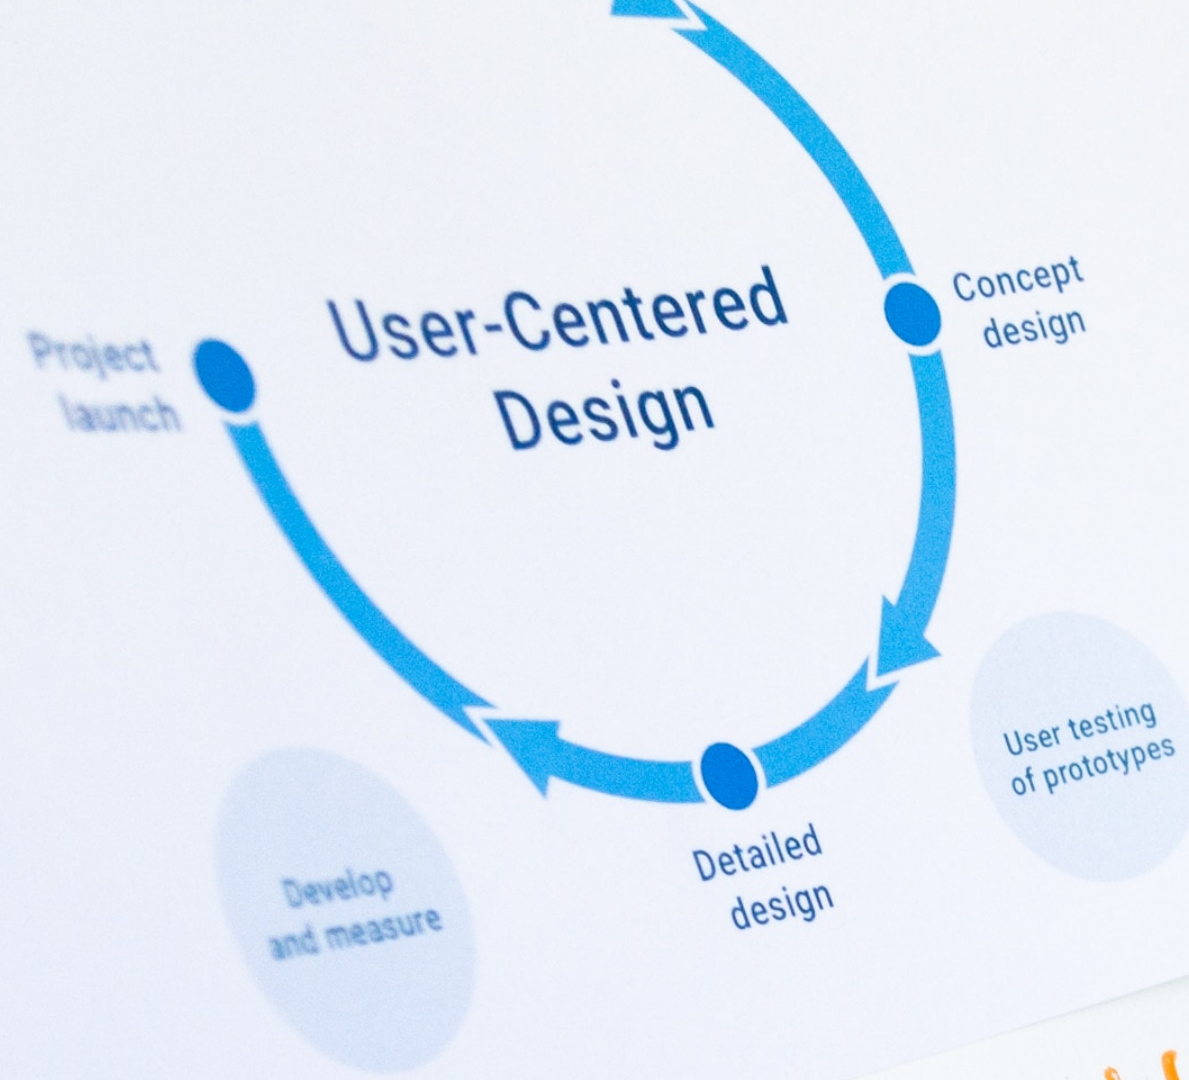 User-Centered
Design
Concept
design
Project
launch
User testing
of prototypes
Detailed
design
Develop
and measure